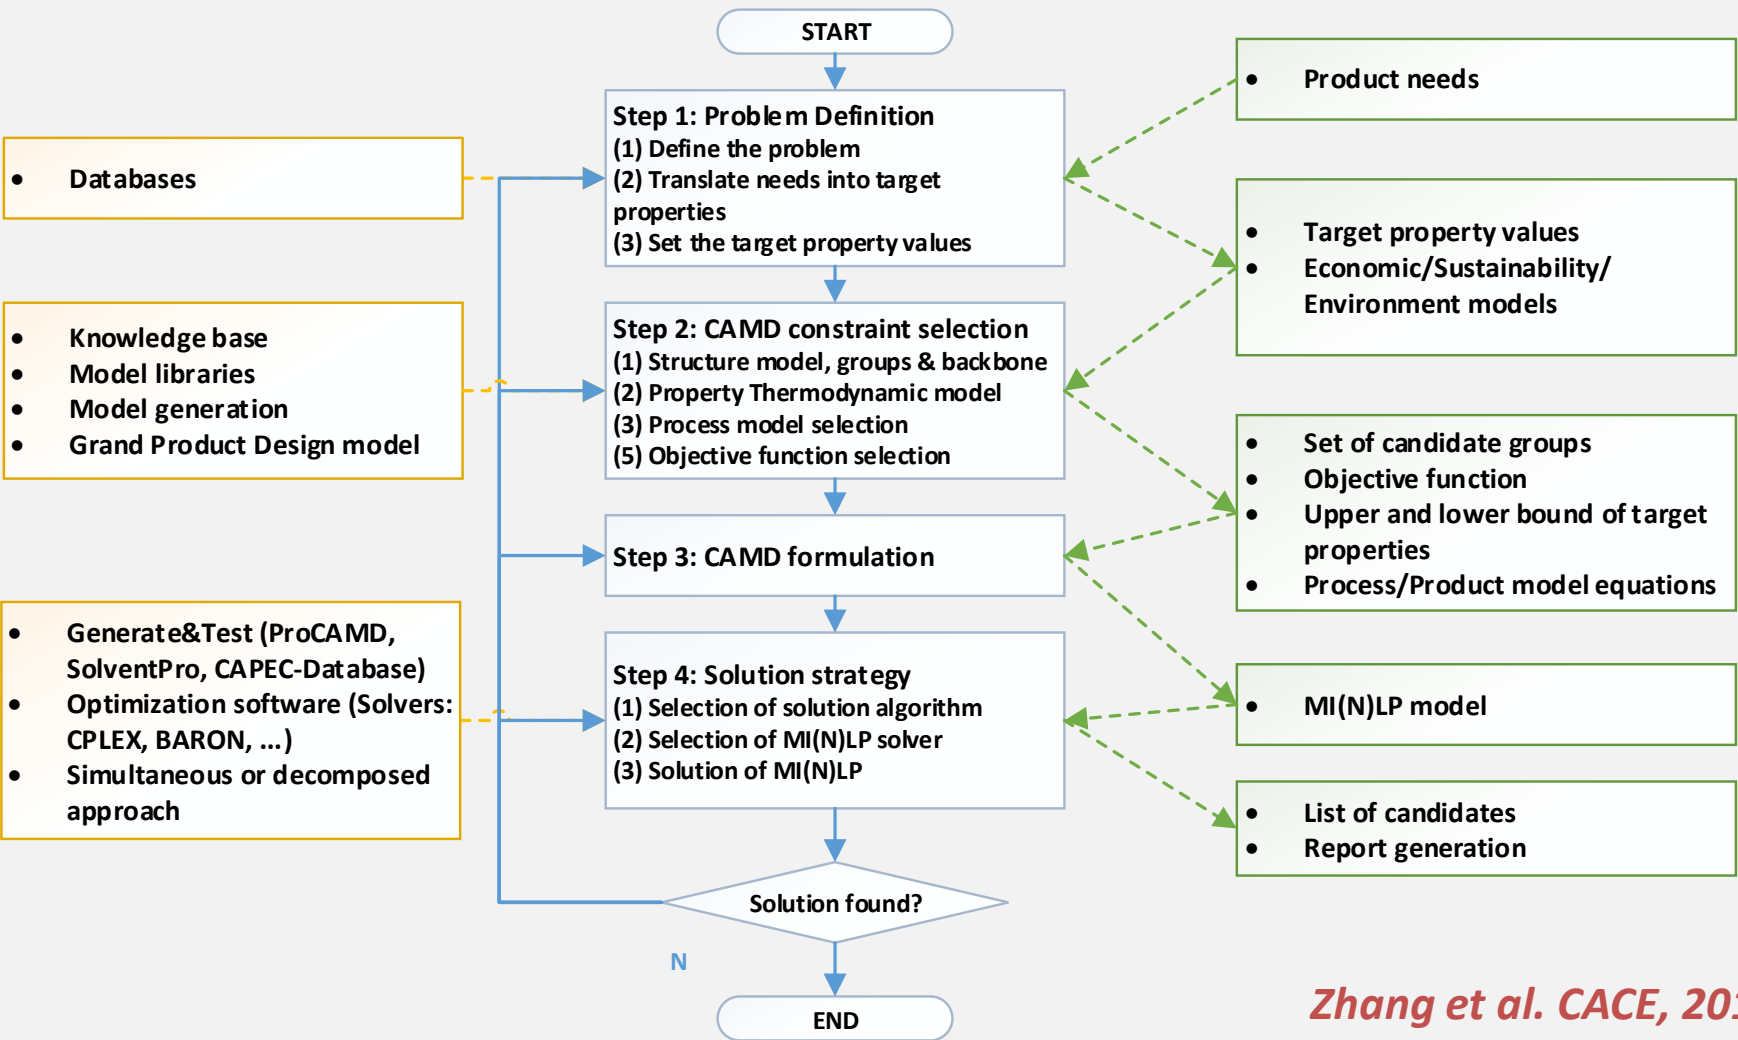 START
Step 1: Problem Definition
(1) Define the problem
(2) Translate needs into target
properties
(3) Set the target property values
Step 2: CAMD constraint selection
(1) Structure model, groups & backbone
(2) Property Thermodynamic model
(3) Process model selection
(5) Objective function selection
Step 3: CAMD formulation
Step 4: Solution strategy
(1) Selection of solution algorithm
(2) Selection of MI(N)LP solver
(3) Solution of MI(N)LP
Solution found?
N
END
• Databases
• Knowledge base
• Model libraries
• Model generation
• Grand Product Design model
• Generate&Test (ProCAMD,
SolventPro, CAPEC-Database)
• Optimization software (Solvers:
CPLEX, BARON, ...)
• Simultaneous or decomposed
approach
• Product needs
• Target property values
• Economic/Sustainability/
Environment models
• Set of candidate groups
• Objective function
• Upper and lower bound of target
properties
• Process/Product model equations
• MI(N)LP model
• List of candidates
• Report generation
Zhang et al. CACE,